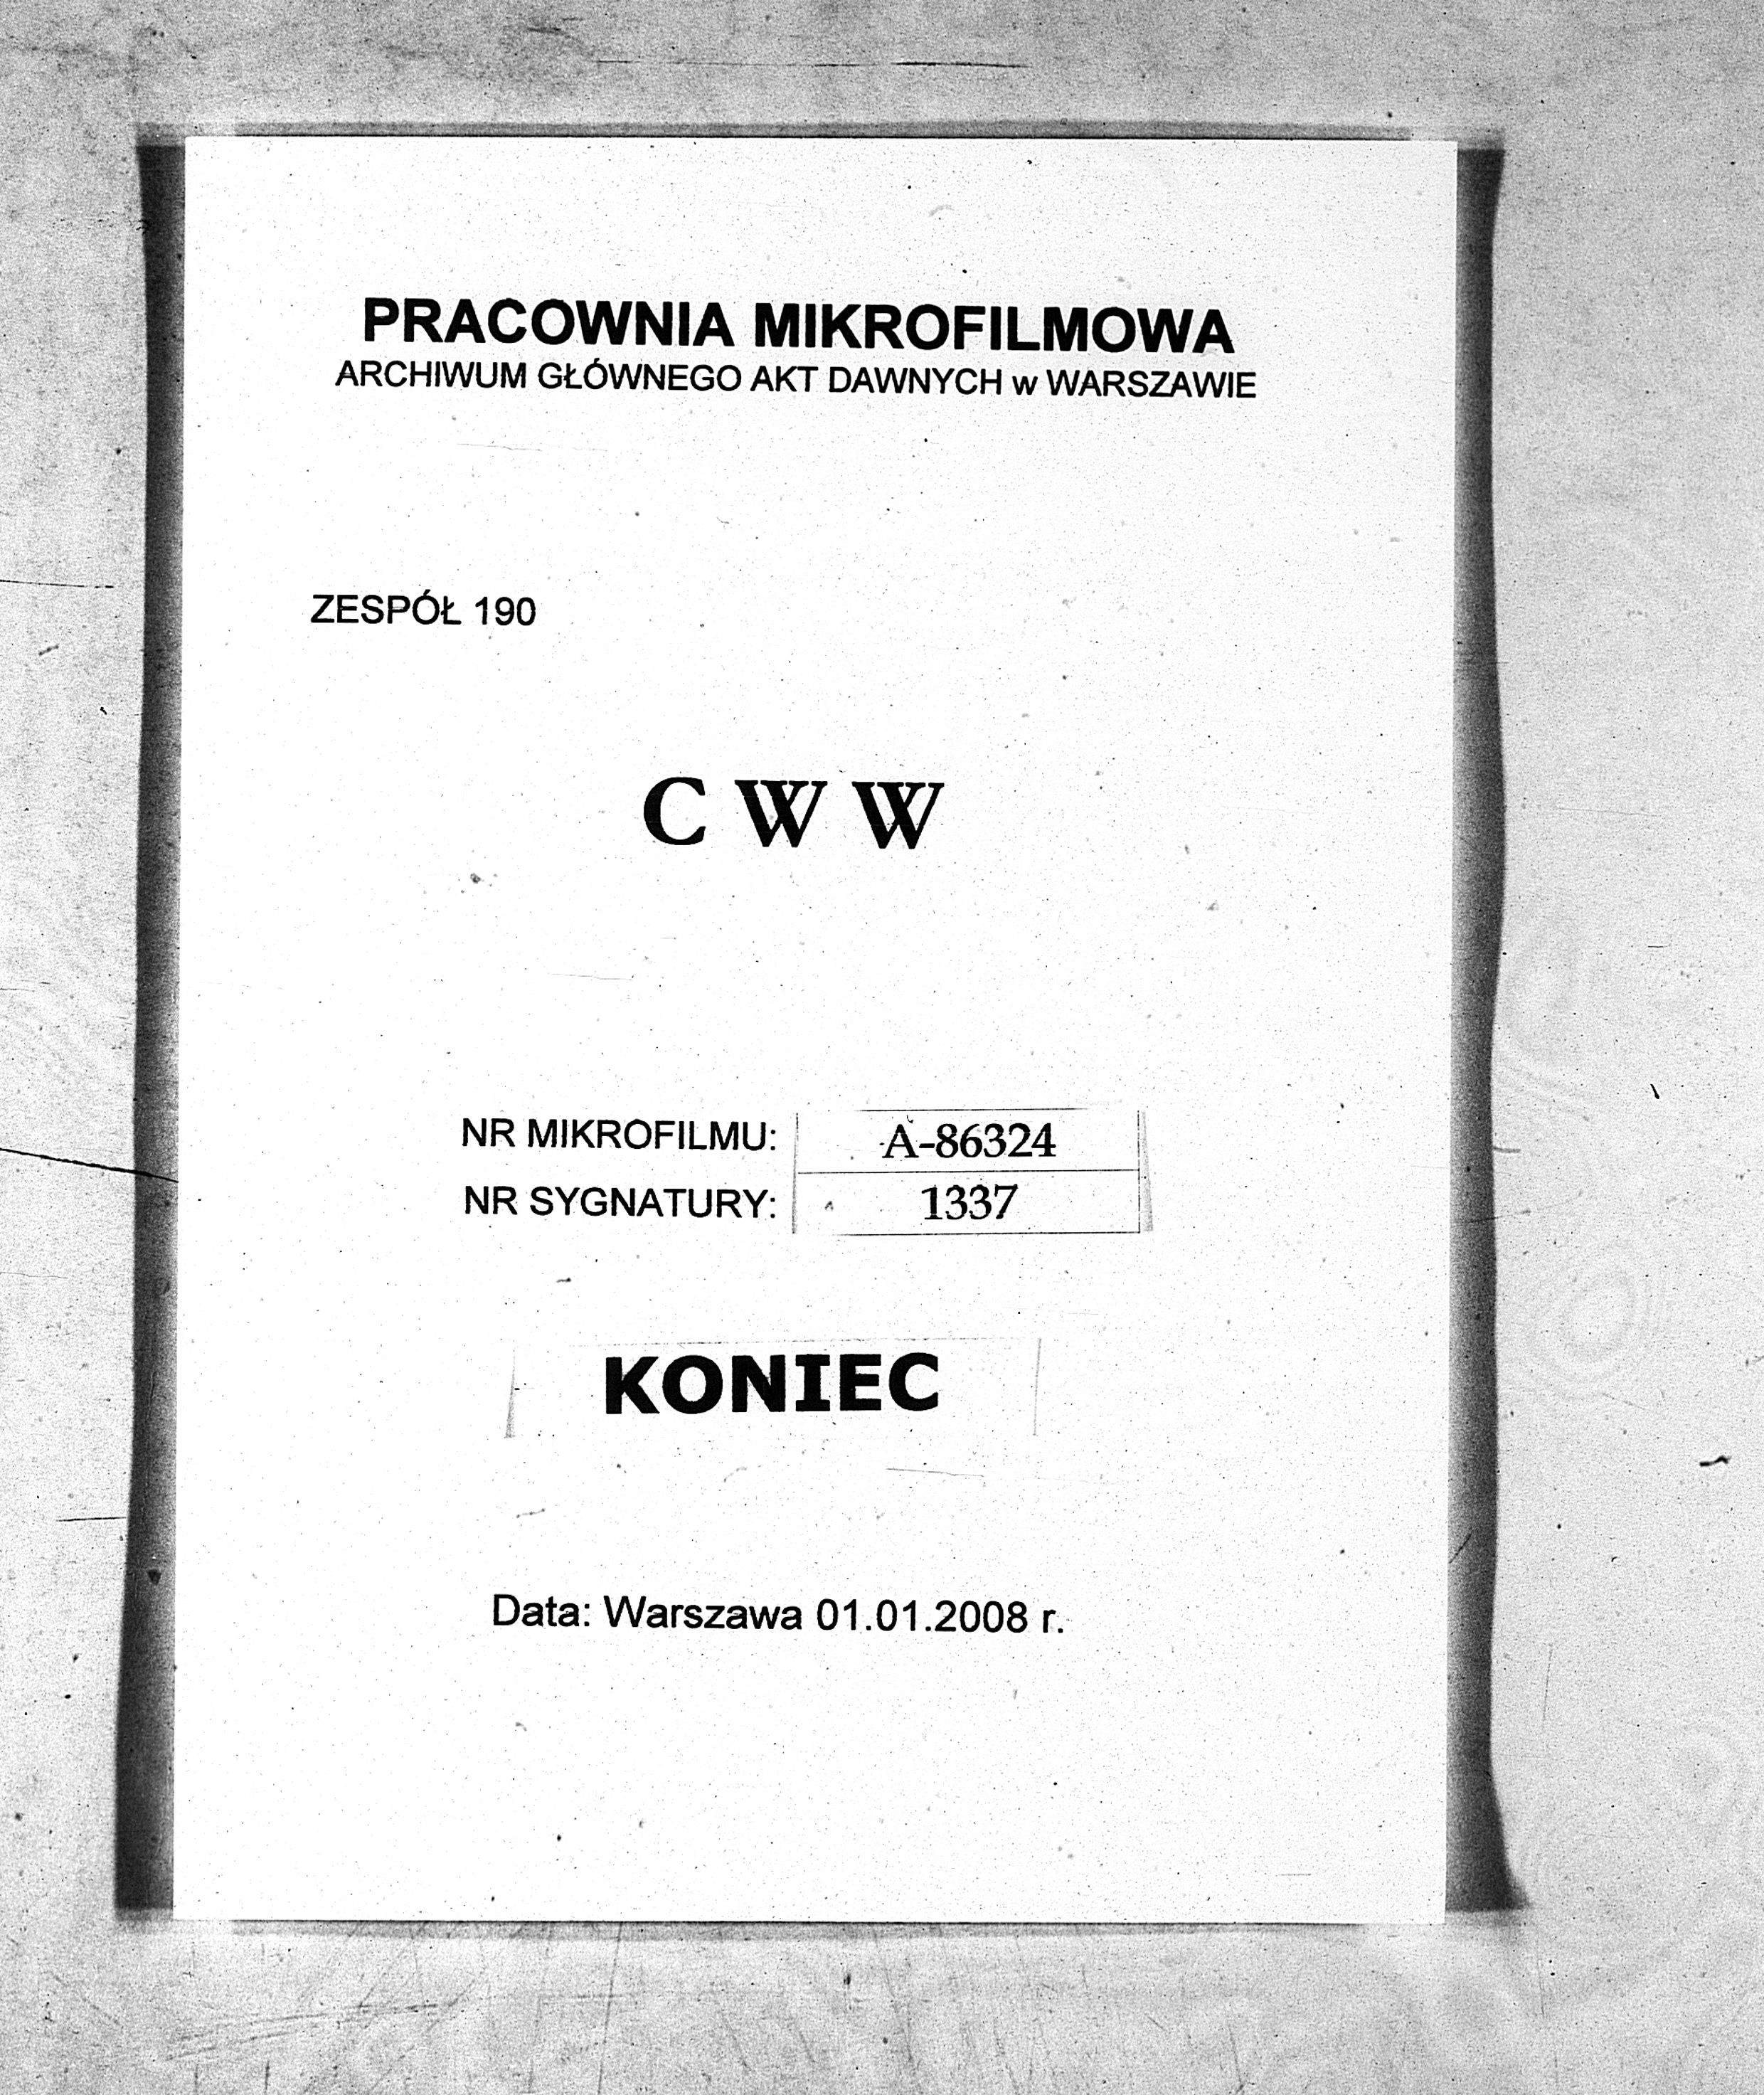 PRACOWNIA MIKROFILMOWA
ARCHIWUM GŁÓWNEGO AKT DAWNYCH w WARSZAWIE
ZESPÓŁ 190
C W W
NR MIKROFILMU: A-86324
NR SYGNATURY: 1337
KONIEC
Data: Warszawa 01.01.2008 r.